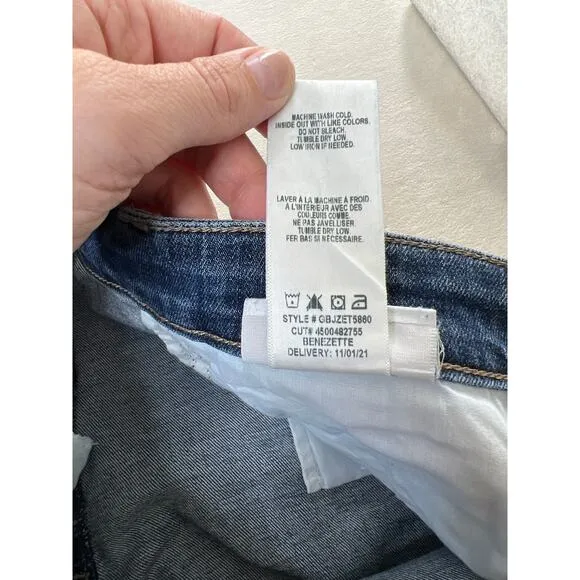 MACHINE WASH COLD.
INSIDE OUT WITH LIKE COLORS.
DO NOT BLEACH.
TUMBLE DRY LOW.
LOW IRON IF NEEDED.
LAVER À LA MACHINE À FROID.
À L'INTÉRIEUR AVEC DES
COULEURS COMME.
NE PAS JAVELLISER.
TUMBLE DRY LOW.
FER BAS SI NÉCESSAIRE.
STYLE # GBJZET5860
CUT# 4500482755
BENEZETTE
DELIVERY: 11/01/21